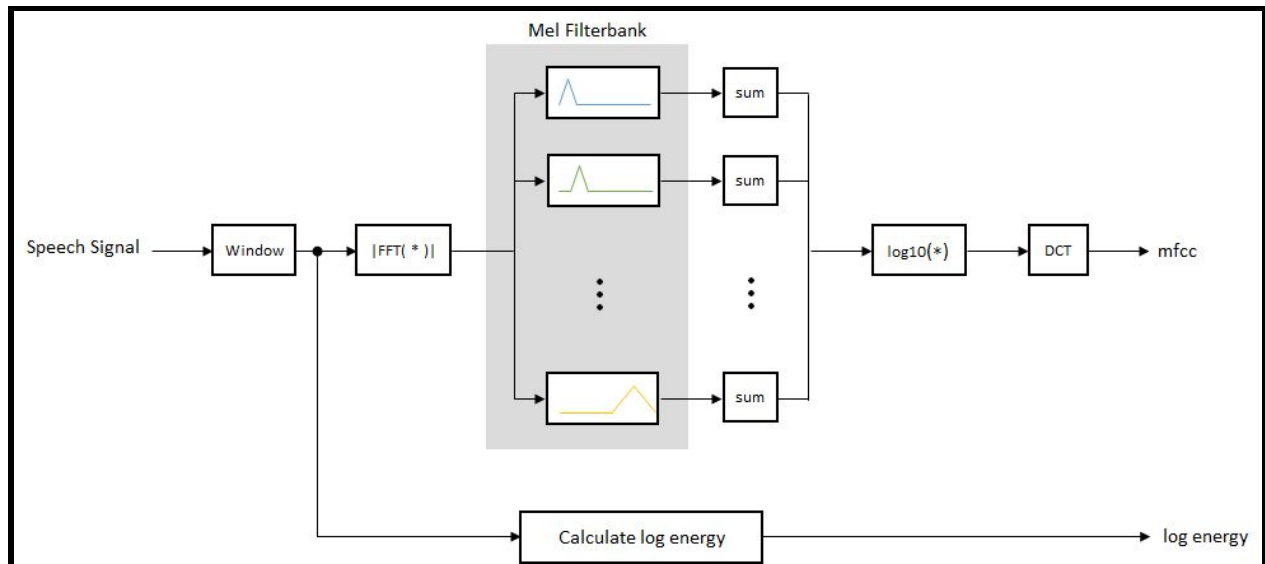 Mel Filterbank
sum
sum
Speech Signal
Window
|FFT( * )|
log10(*)
DCT
mfcc
sum
Calculate log energy
log energy